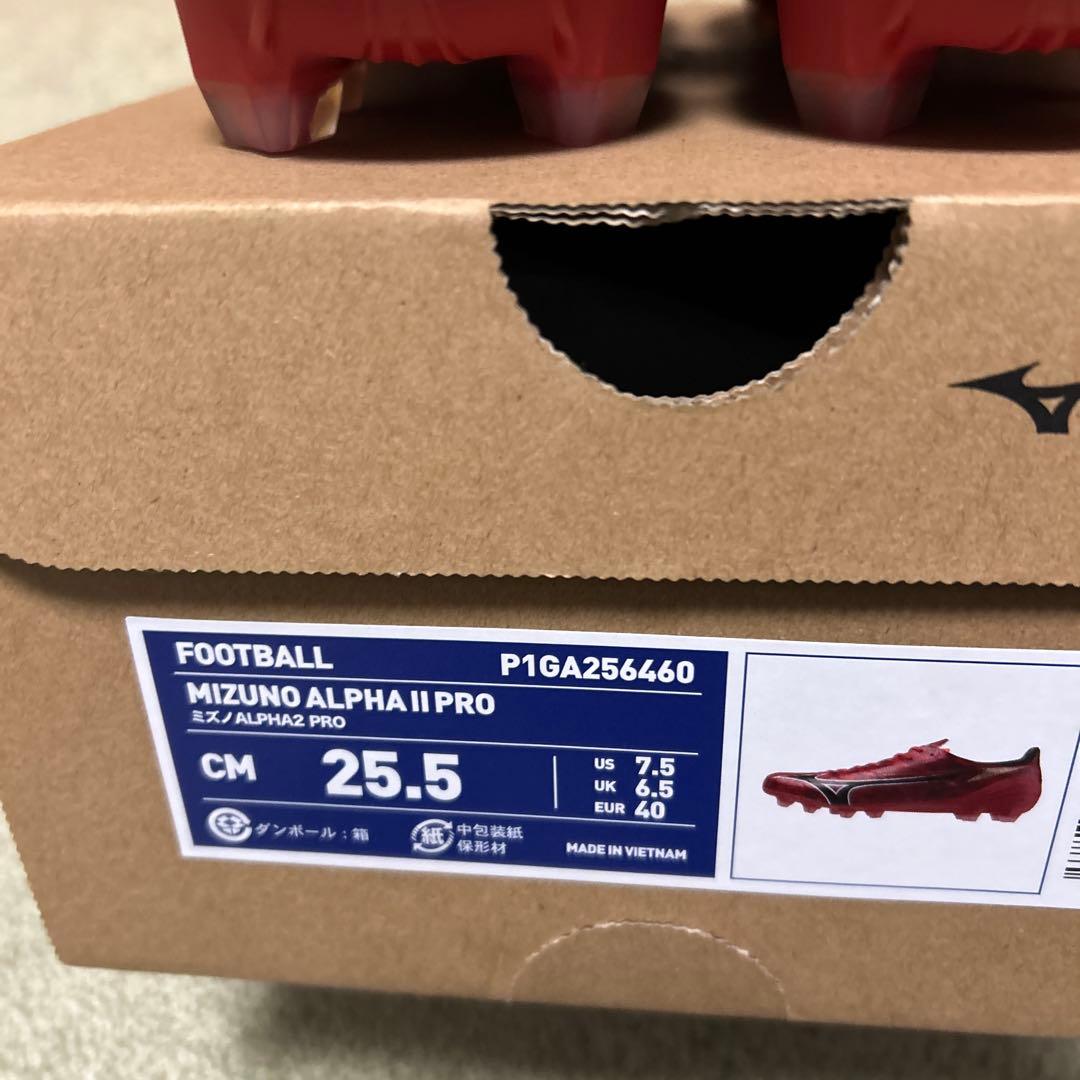 FOOTBALL
P1GA256460
MIZUNO ALPHA II PRO
ミズノALPHA2 PRO
CM 25.5
US 7.5
UK 6.5
EUR 40
ダンボール：箱
紙 中包装紙
保形材
MADE IN VIETNAM